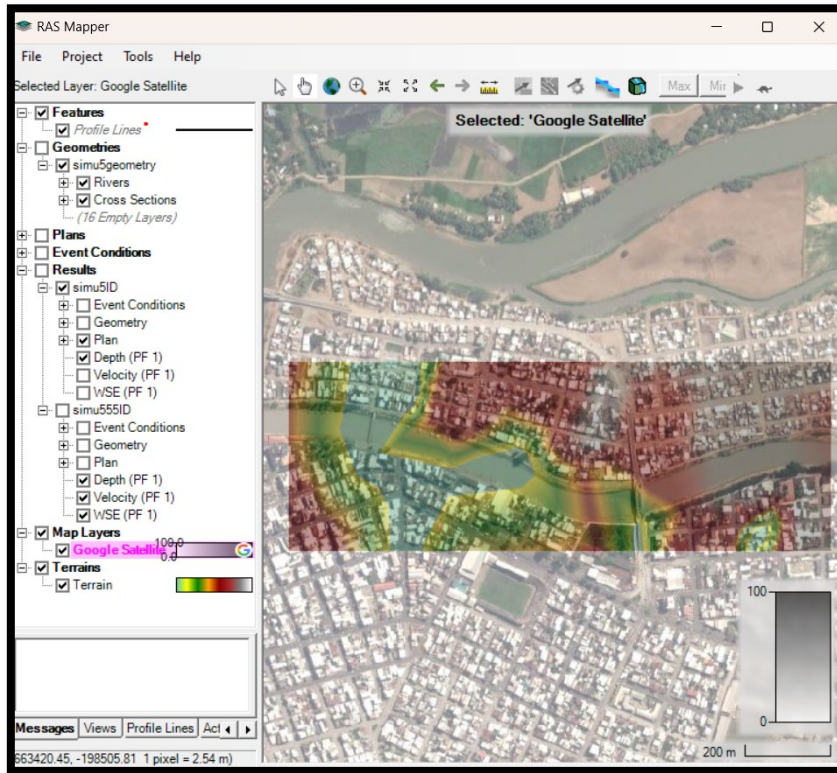 RAS Mapper
File Project Tools Help
Selected Layer: Google Satellite
Max Min
Features
Profile Lines
Geometries
simu5geometry
Rivers
Cross Sections
(16 Empty Layers)
Plans
Event Conditions
Results
simu5ID
Event Conditions
Geometry
Plan
Depth (PF 1)
Velocity (PF 1)
WSE (PF 1)
simu555ID
Event Conditions
Geometry
Plan
Depth (PF 1)
Velocity (PF 1)
WSE (PF 1)
Map Layers
Google Satellite
100.0
0.0
Terrains
Terrain
Selected: 'Google Satellite'
100
0
200 m
Messages Views Profile Lines Act
663420.45, -198505.81 1 pixel = 2.54 m)